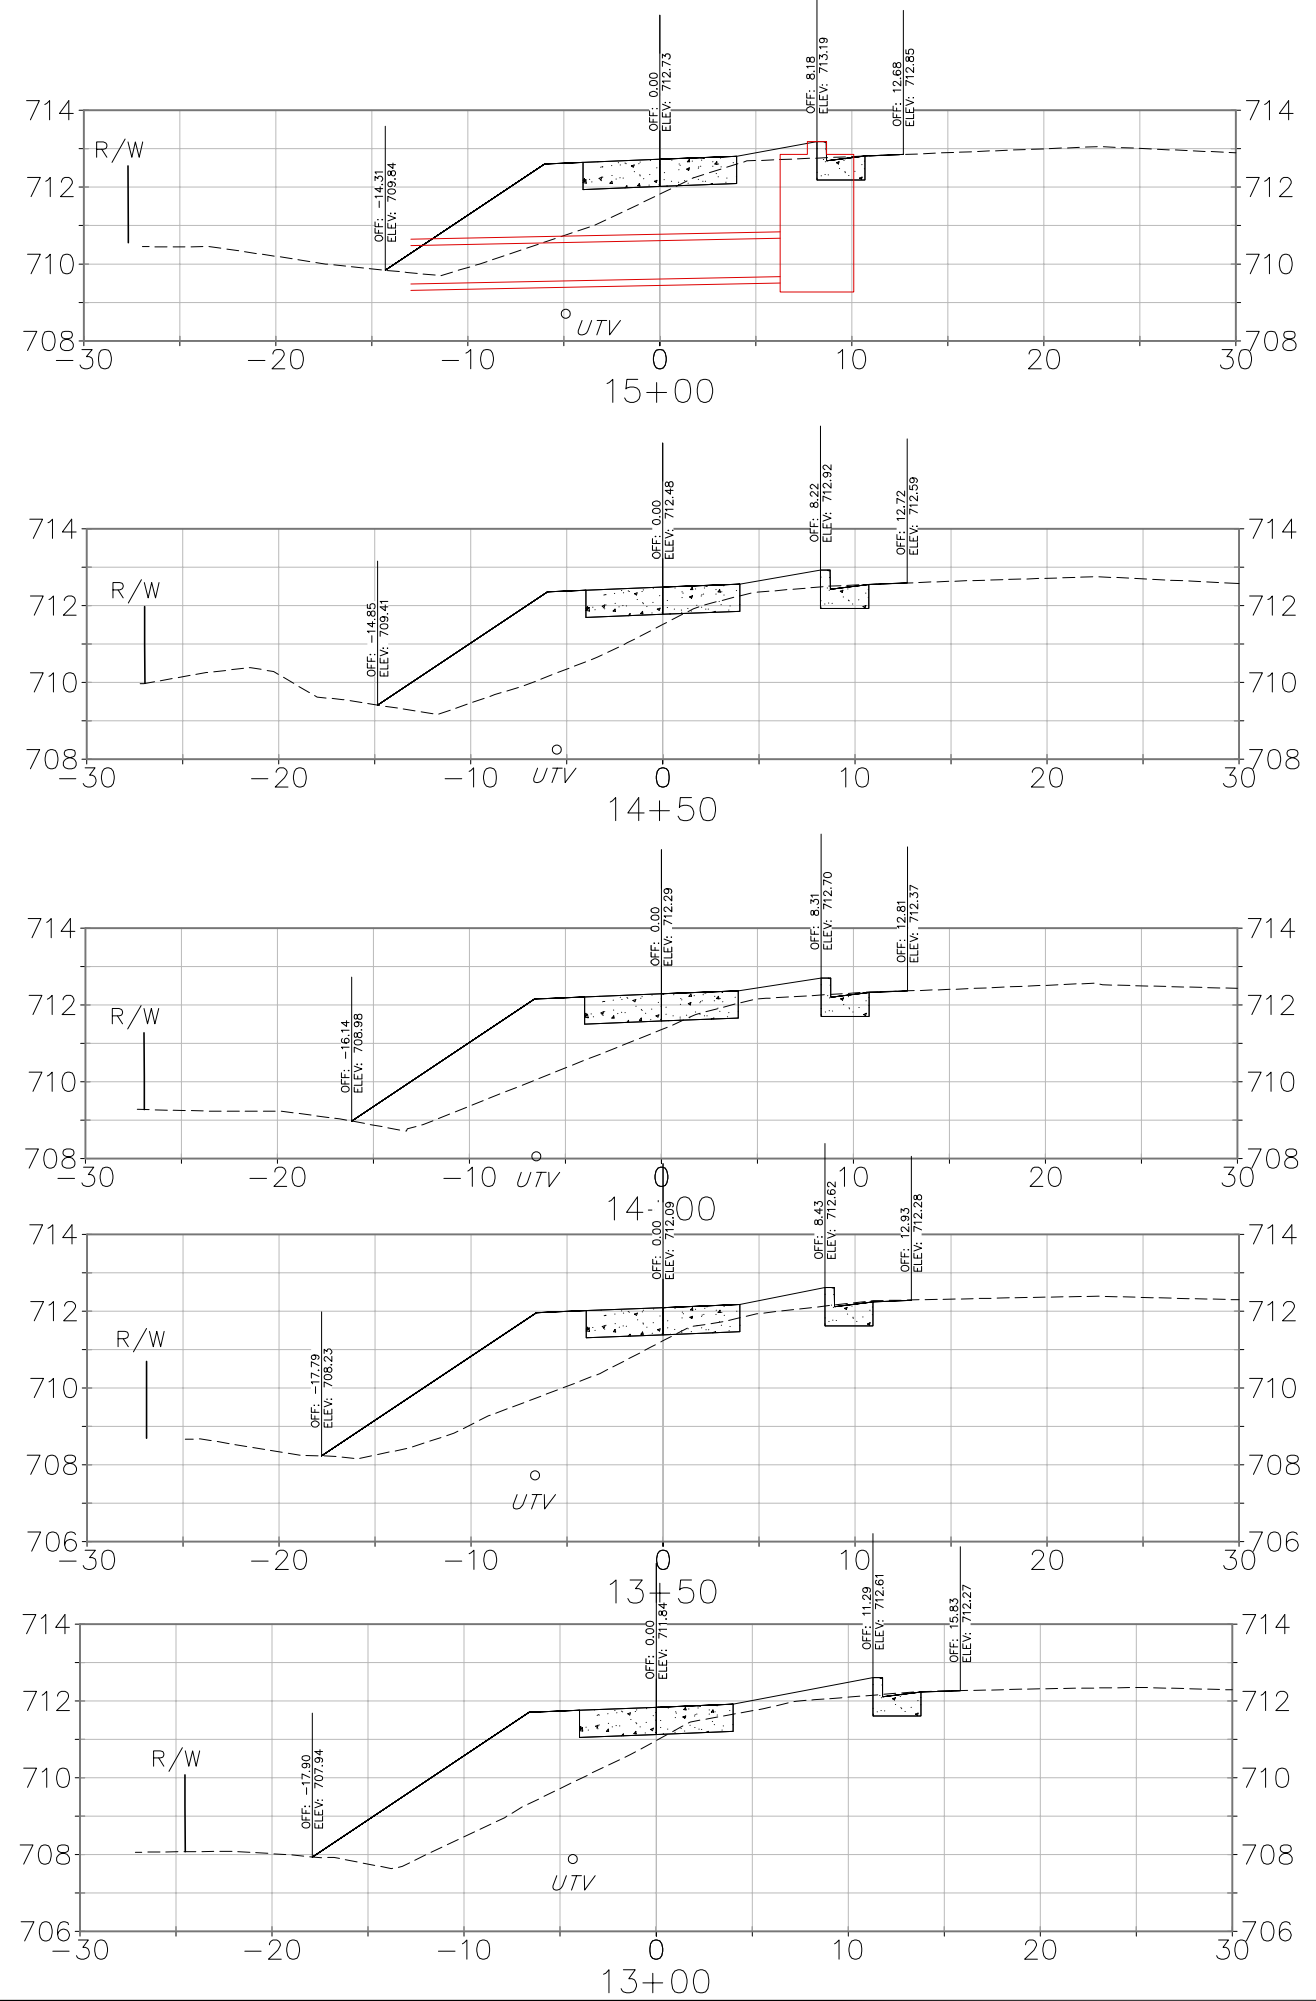 OFF: 0.00
ELEV: 712.73
OFF: 8.18
ELEV: 713.19
OFF: 12.68
ELEV: 712.85
714
714
R/W
OFF: -14.31
ELEV: 709.84
712
712
710
710
UTV
708
708
-30
-20
-10
0
10
20
30
15+00
OFF: 0.00
ELEV: 712.48
OFF: 8.22
ELEV: 712.92
OFF: 12.72
ELEV: 712.59
714
714
R/W
OFF: -14.85
ELEV: 709.41
712
712
710
710
708
708
UTV
-30
-20
-10
0
10
20
30
14+50
OFF: 0.00
ELEV: 712.29
OFF: 8.31
ELEV: 712.70
OFF: 12.81
ELEV: 712.37
714
714
R/W
OFF: -16.14
ELEV: 708.98
712
712
710
710
708
708
UTV
-30
-20
-10
0
10
20
30
14+00
OFF: 0.00
ELEV: 712.09
OFF: 8.43
ELEV: 712.62
OFF: 12.93
ELEV: 712.28
714
714
712
712
R/W
OFF: -17.79
ELEV: 708.23
710
710
708
708
UTV
706
706
-30
-20
-10
0
10
20
30
13+50
OFF: 0.00
ELEV: 711.84
OFF: 11.29
ELEV: 712.61
OFF: 15.83
ELEV: 712.27
714
714
712
712
R/W
OFF: -17.90
ELEV: 707.94
710
710
708
708
UTV
706
706
-30
-20
-10
0
10
20
30
13+00